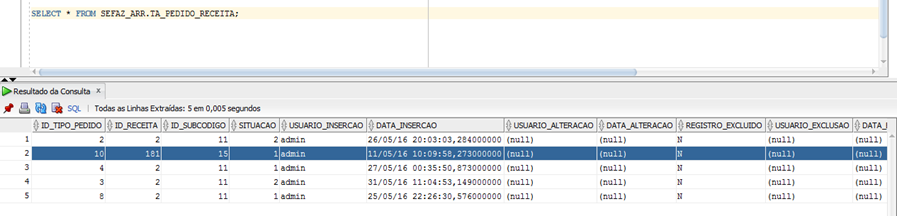 SELECT * FROM SEFAZ_ARR.TA_PEDIDO_RECEITA;
Resultado da Consulta x
SQL | Todas as Linhas Extraídas: 5 em 0,005 segundos
ID_TIPO_PEDIDO ID_RECEITA ID_SUBCODIGO SITUACAO USUARIO_INSERCAO DATA_INSERCAO USUARIO_ALTERACAO DATA_ALTERACAO REGISTRO_EXCLUIDO USUARIO_EXCLUSAO
1 2 2 11 2 admin 26/05/16 20:03:03,284000000 (null) (null) N (null) (null)
2 10 181 15 1 admin 11/05/16 10:09:58,273000000 (null) (null) N (null) (null)
3 4 2 11 1 admin 27/05/16 00:35:50,873000000 (null) (null) N (null) (null)
4 3 2 11 2 admin 31/05/16 11:04:53,149000000 (null) (null) N (null) (null)
5 8 2 11 1 admin 25/05/16 22:26:30,576000000 (null) (null) N (null) (null)